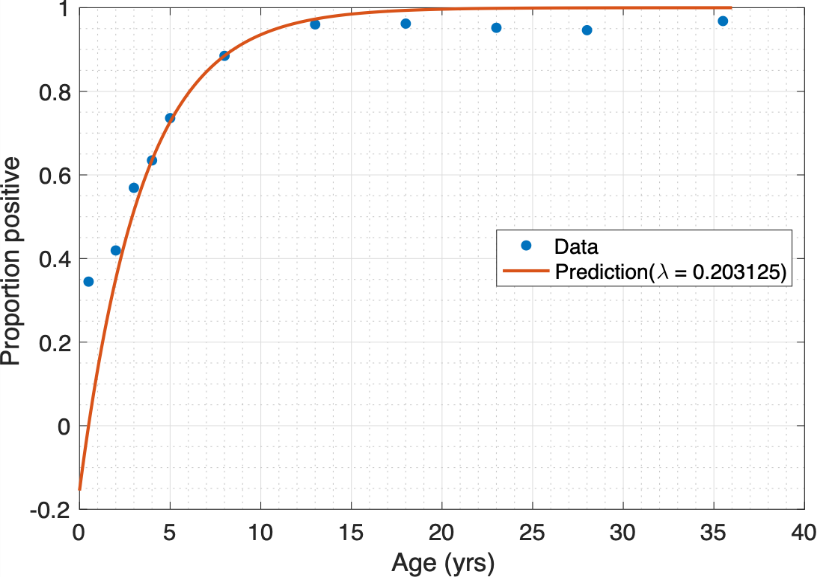 1
0.8
0.6
0.4
0.2
0
-0.2
Proportion positive
Data
Prediction(λ = 0.203125)
0 5 10 15 20 25 30 35 40
Age (yrs)